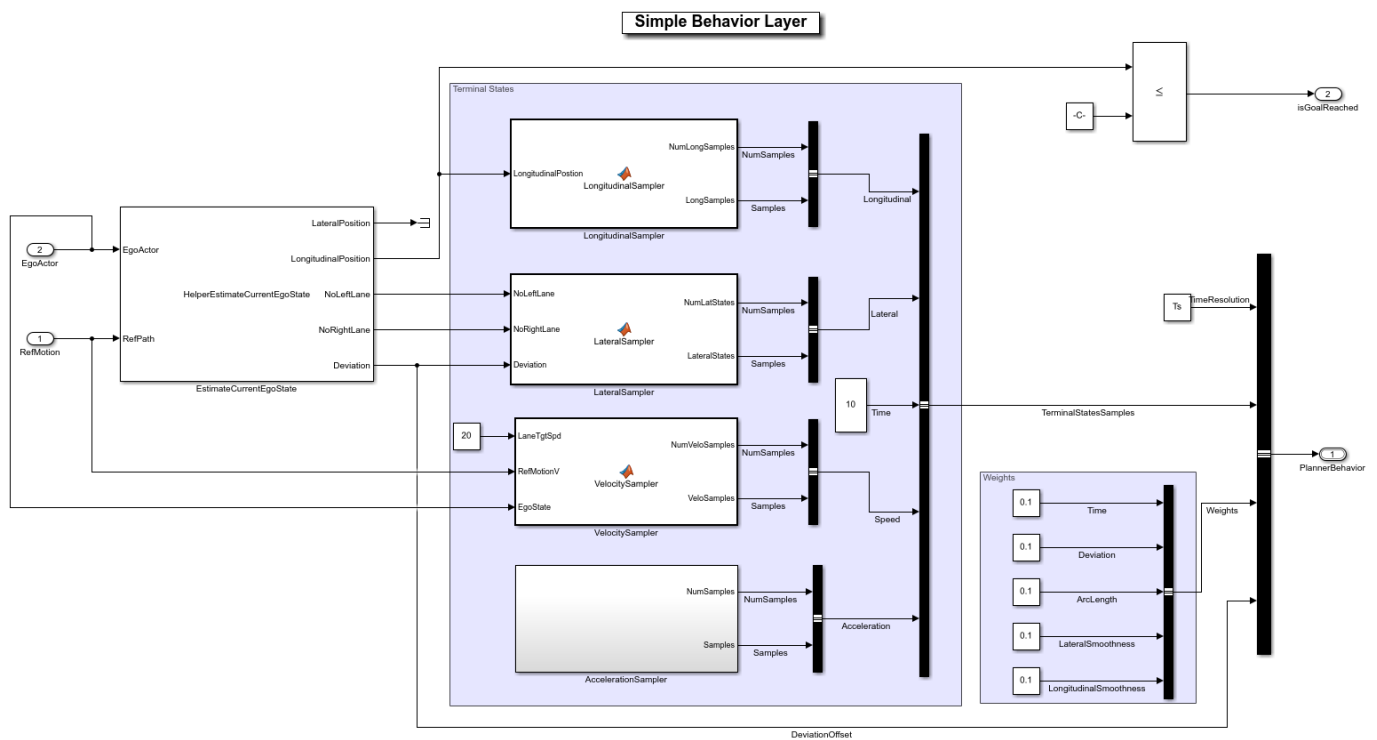 Simple Behavior Layer
Terminal States
≤
-C-
2
isGoalReached
NumLongSamples
NumSamples
LongitudinalPostion
LongitudinalSampler
LongSamples
Samples
Longitudinal
LongitudinalSampler
2
EgoActor
EgoActor
LateralPosition
LongitudinalPosition
HelperEstimateCurrentEgoState
NoLeftLane
NoRightLane
Deviation
1
RefMotion
RefPath
EstimateCurrentEgoState
NoLeftLane
NumLatStates
NumSamples
NoRightLane
LateralSampler
LateralStates
Samples
Deviation
Lateral
LateralSampler
Ts
TimeResolution
10
Time
TerminalStatesSamples
20
LaneTgtSpd
NumVeloSamples
NumSamples
RefMotionV
VelocitySampler
EgoState
VeloSamples
Samples
Speed
VelocitySampler
1
PlannerBehavior
Weights
0.1
Time
Weights
0.1
Deviation
0.1
ArcLength
0.1
LateralSmoothness
0.1
LongitudinalSmoothness
NumSamples
NumSamples
Samples
Samples
Acceleration
AccelerationSampler
DeviationOffset